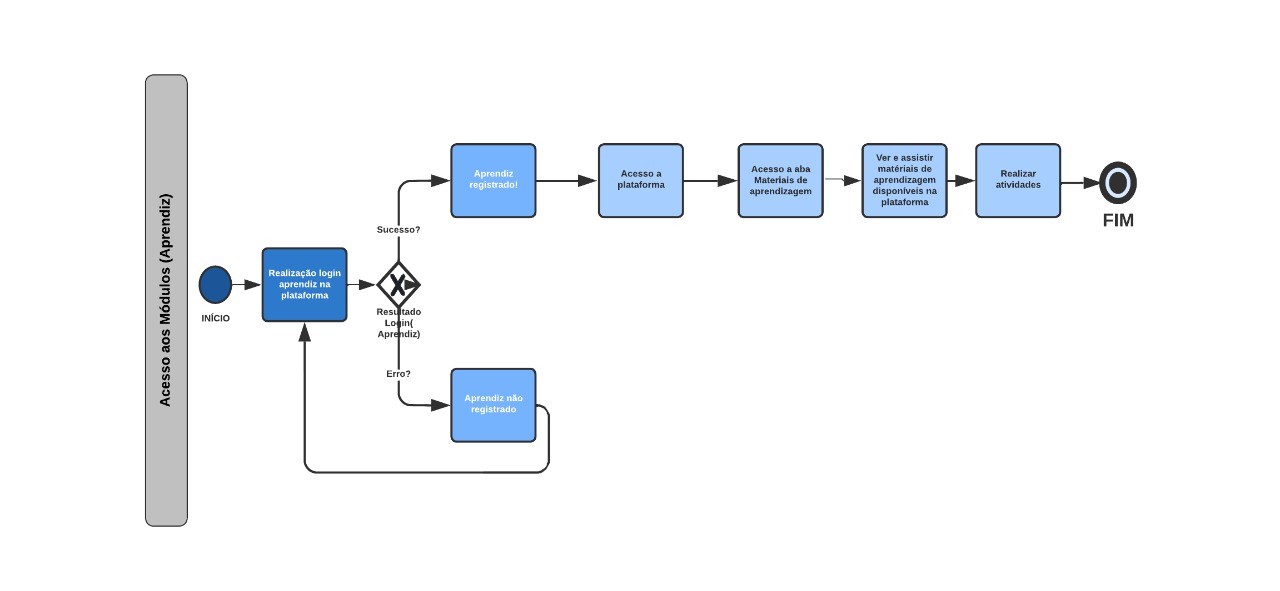 Acesso aos Módulos (Aprendiz)
INÍCIO
Realização login
aprendiz na
plataforma
X
Resultado
Login(
Aprendiz)
Sucesso?
Aprendiz
registrado!
Acesso a
plataforma
Acesso a aba
Materiais de
aprendizagem
Ver e assistir
matériais de
aprendizagem
disponíveis na
plataforma
Realizar
atividades
FIM
Erro?
Aprendiz não
registrado